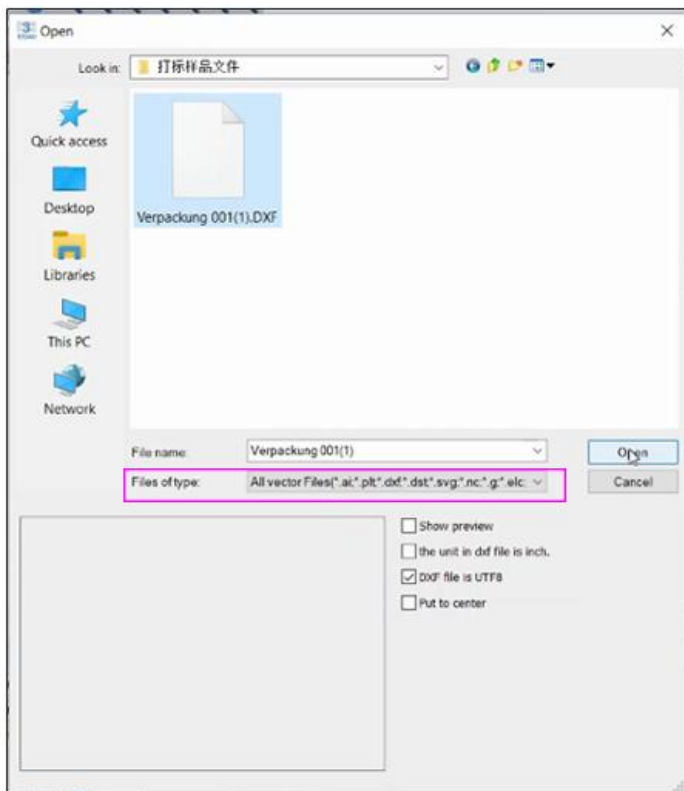 Open
Look in:
打标样品文件
Quick access
Desktop
Libraries
This PC
Network
Verpackung 001(1).DXF
File name:
Verpackung 001(1)
Open
Files of type:
All vector Files(*.ai;*.plt;*.dxf;*.dst;*.svg;*.nc;*.g;*.elc;
Cancel
Show preview
the unit in dxf file is inch.
DXF file is UTF8
Put to center